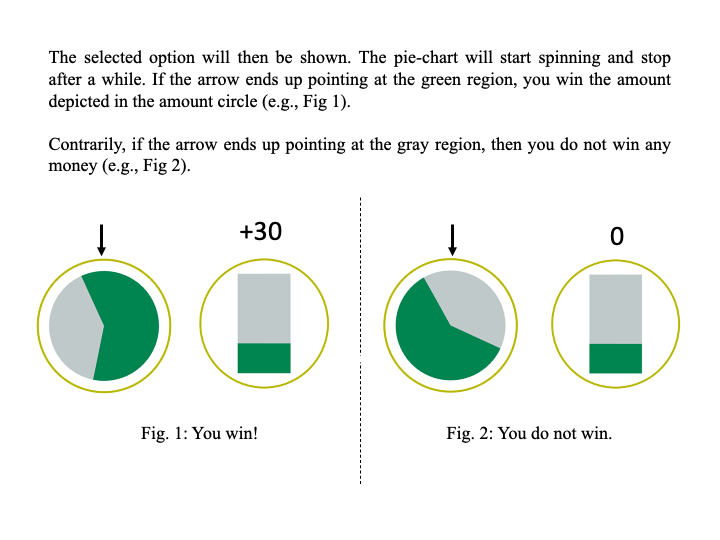 The selected option will then be shown. The pie-chart will start spinning and stop
after a while. If the arrow ends up pointing at the green region, you win the amount
depicted in the amount circle (e.g., Fig 1).
Contrarily, if the arrow ends up pointing at the gray region, then you do not win any
money (e.g., Fig 2).
+30
0
Fig. 1: You win!
Fig. 2: You do not win.